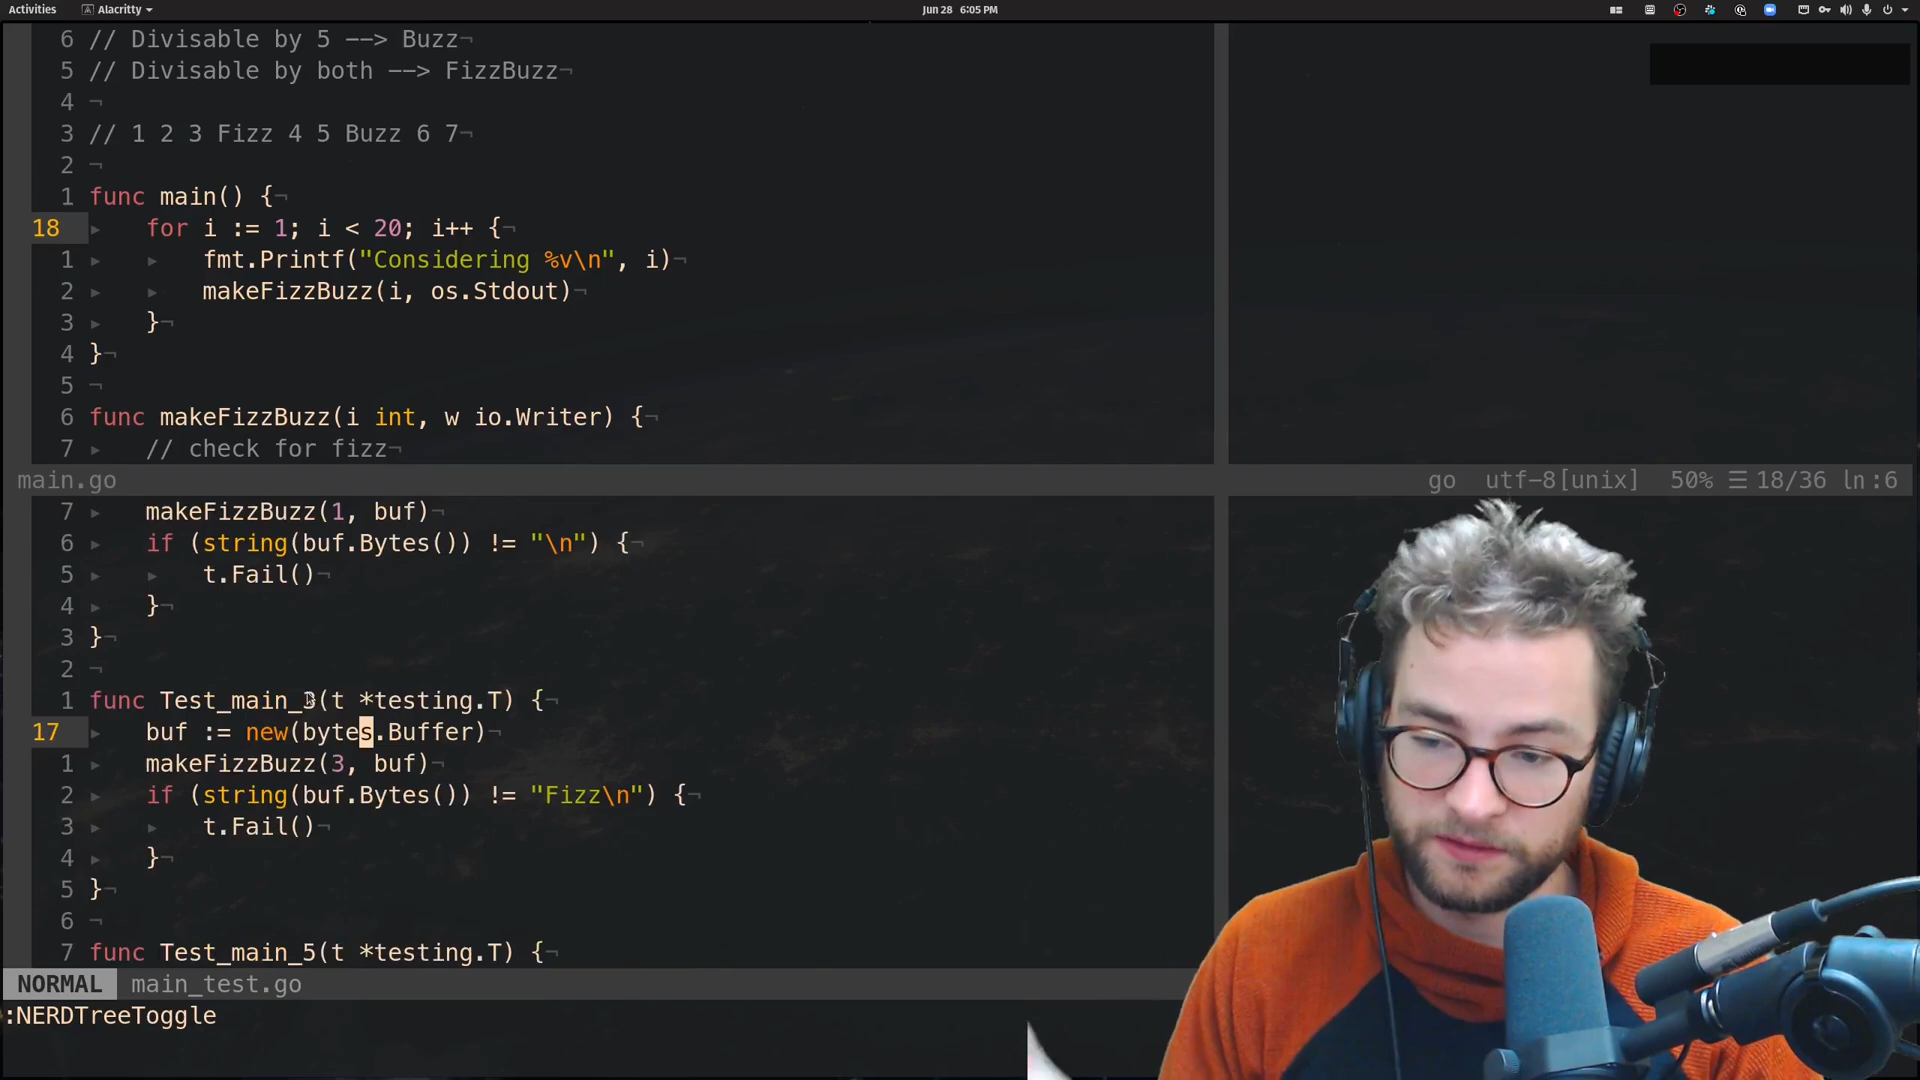 Activities Alacritty Jun 28 6:05 PM
6 // Divisable by 5 --> Buzz¬
5 // Divisable by both --> FizzBuzz¬
4 ¬
3 // 1 2 3 Fizz 4 5 Buzz 6 7¬
2 ¬
1 func main() {¬
18 ▸ for i := 1; i < 20; i++ {¬
1 ▸ ▸ fmt.Printf("Considering %v\n", i)¬
2 ▸ ▸ makeFizzBuzz(i, os.Stdout)¬
3 ▸ }¬
4 }¬
5 ¬
6 func makeFizzBuzz(i int, w io.Writer) {¬
7 ▸ // check for fizz¬
main.go go utf-8[unix] 50% ☰ 18/36 ln:6
7 ▸ makeFizzBuzz(1, buf)¬
6 ▸ if (string(buf.Bytes()) != "\n") {¬
5 ▸ ▸ t.Fail()¬
4 ▸ }¬
3 }¬
2 ¬
1 func Test_main_3(t *testing.T) {¬
17 ▸ buf := new(bytes.Buffer)¬
1 ▸ makeFizzBuzz(3, buf)¬
2 ▸ if (string(buf.Bytes()) != "Fizz\n") {¬
3 ▸ ▸ t.Fail()¬
4 ▸ }¬
5 }¬
6 ¬
7 func Test_main_5(t *testing.T) {¬
NORMAL main_test.go
:NERDTreeToggle